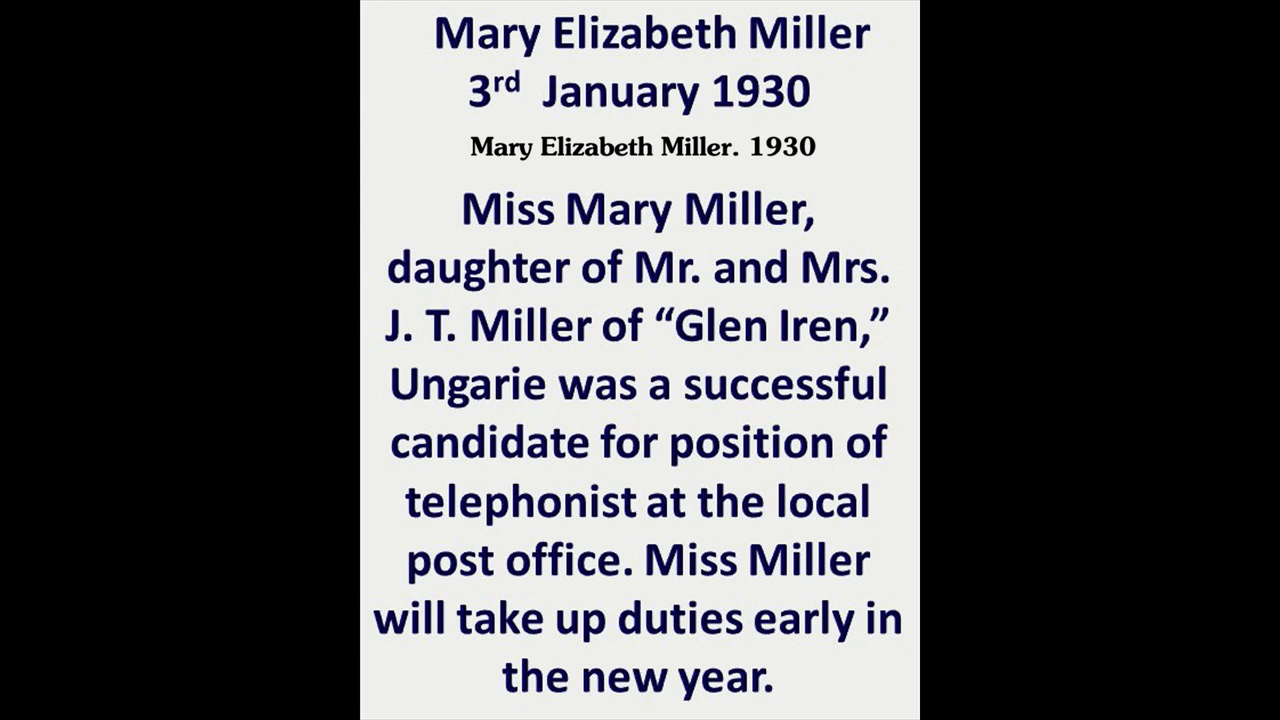 Mary Elizabeth Miller
3rd January 1930
Mary Elizabeth Miller. 1930
Miss Mary Miller,
daughter of Mr. and Mrs.
J. T. Miller of “Glen Iren,”
Ungarie was a successful
candidate for position of
telephonist at the local
post office. Miss Miller
will take up duties early in
the new year.